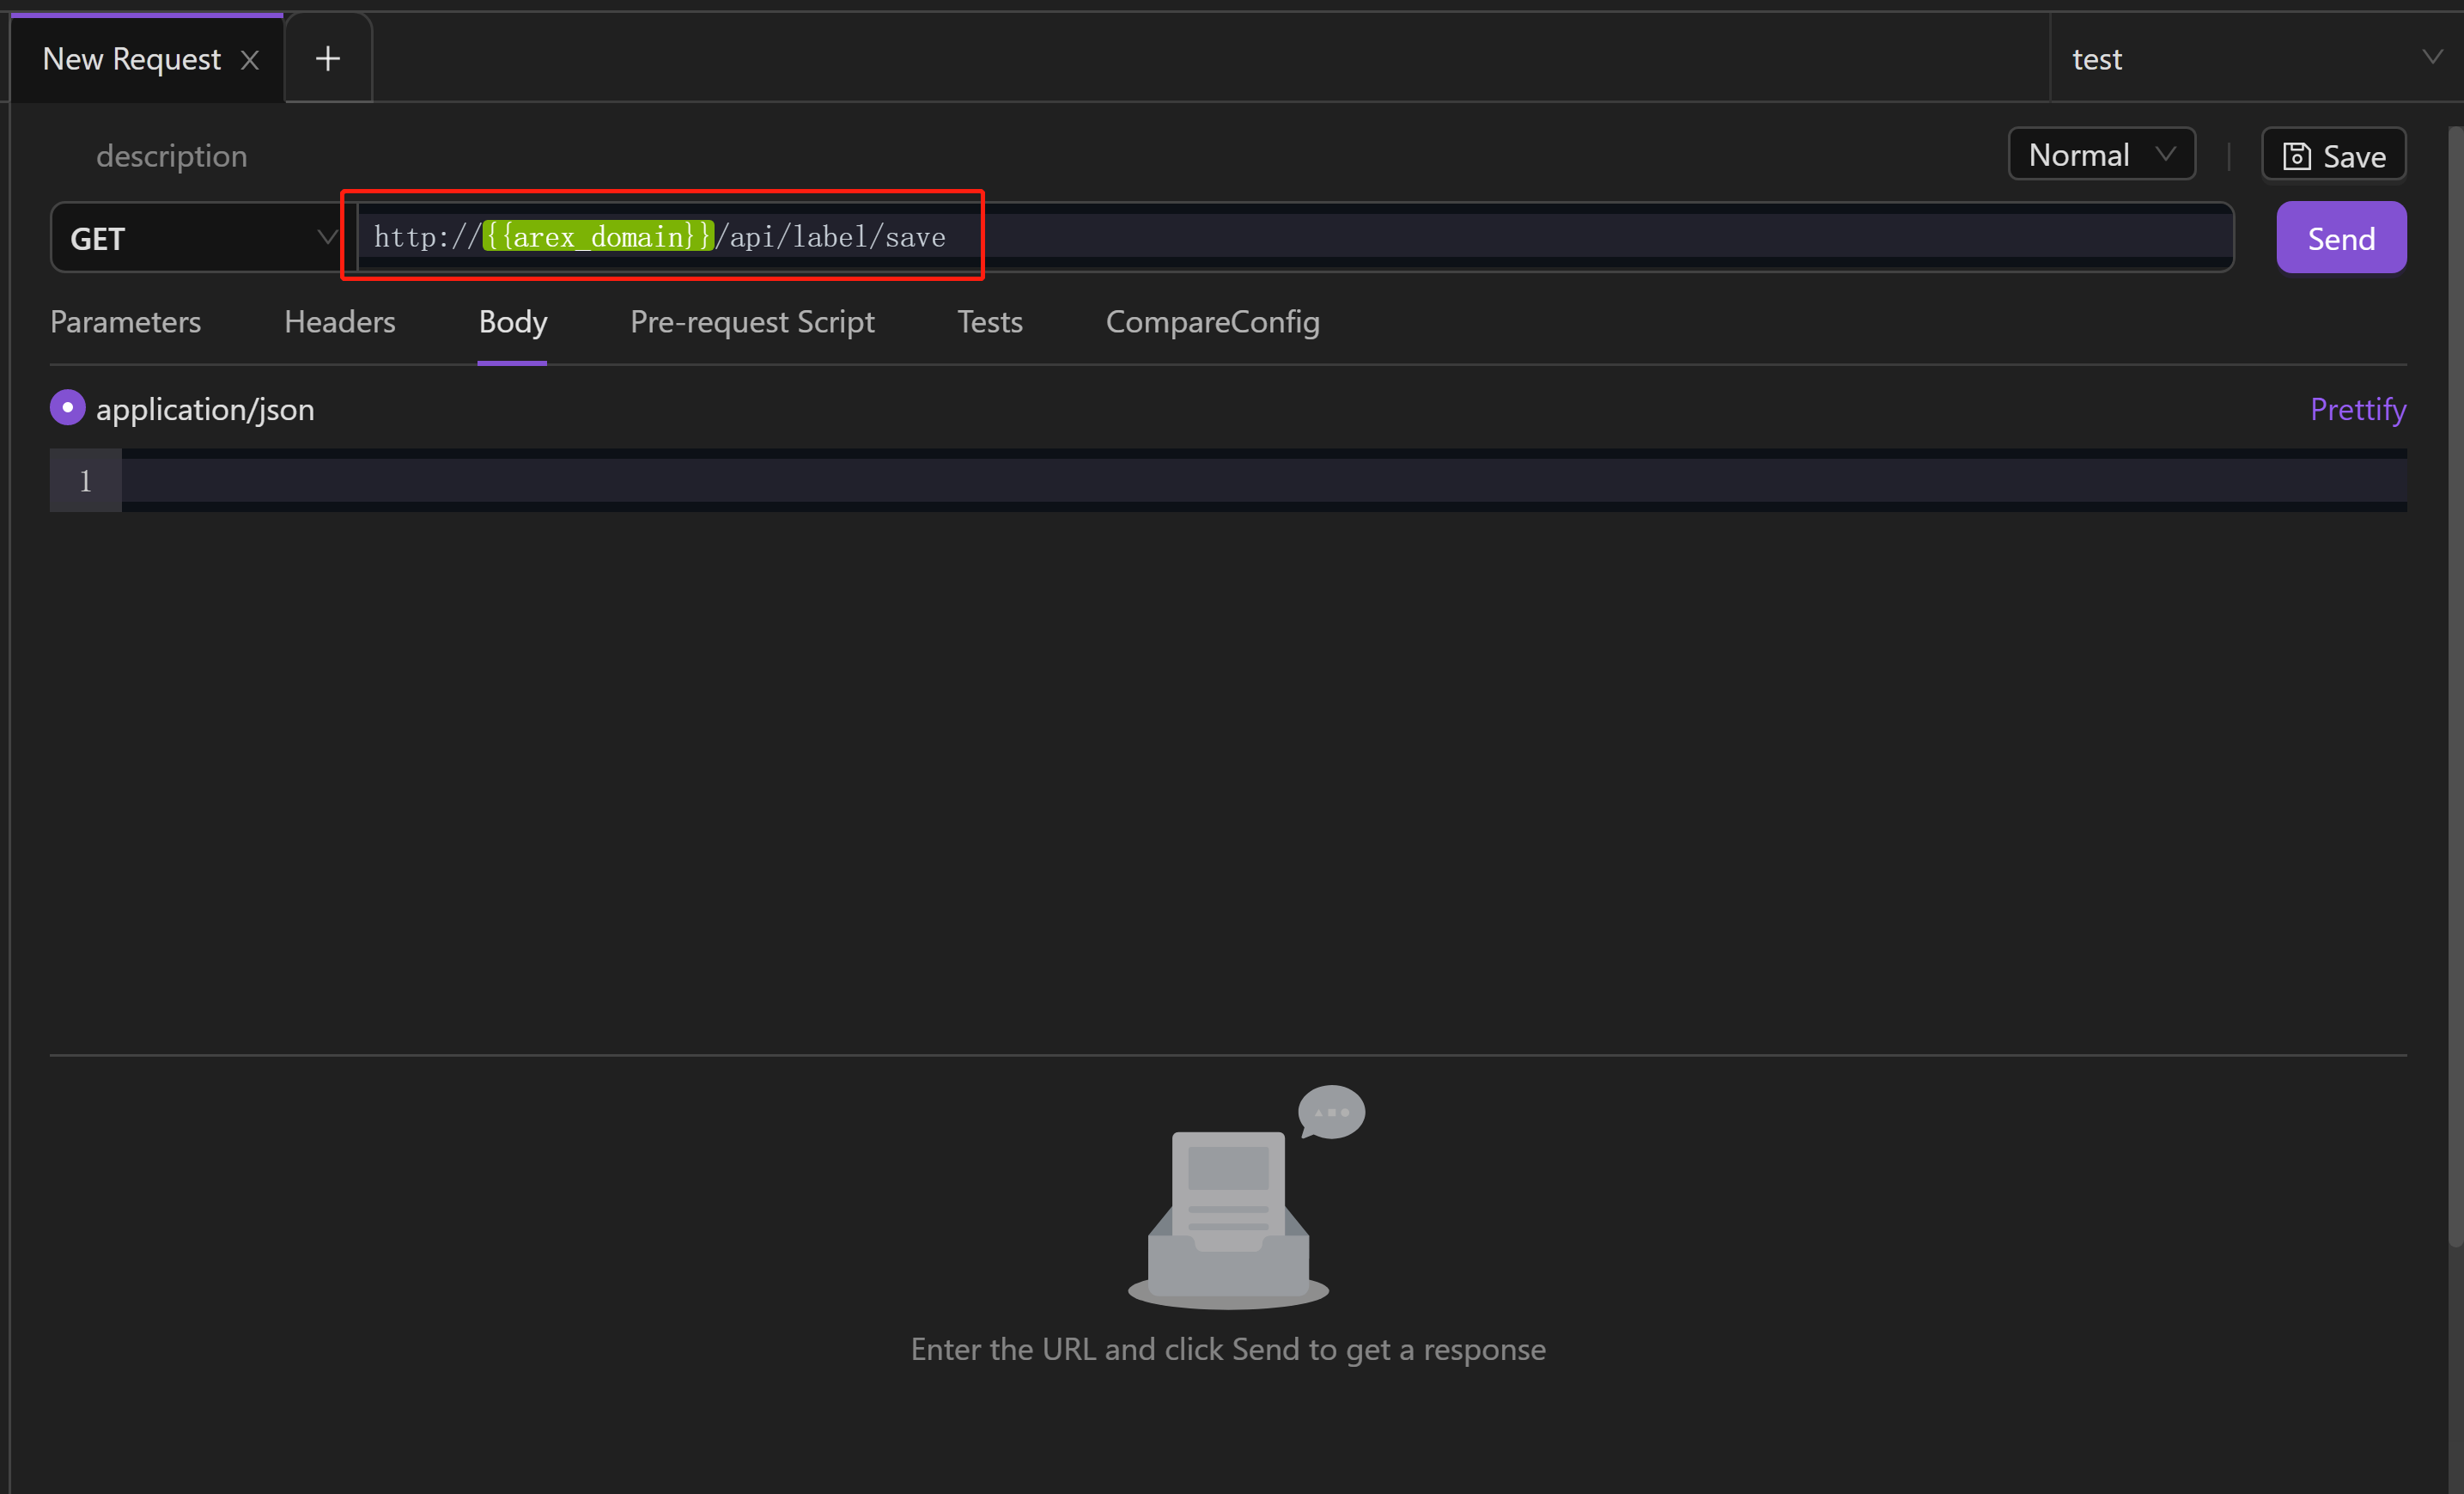 New Request
test
description
Normal
Save
GET
http://{{arex_domain}}/api/label/save
Send
Parameters Headers Body Pre-request Script Tests CompareConfig
application/json
Prettify
1
Enter the URL and click Send to get a response